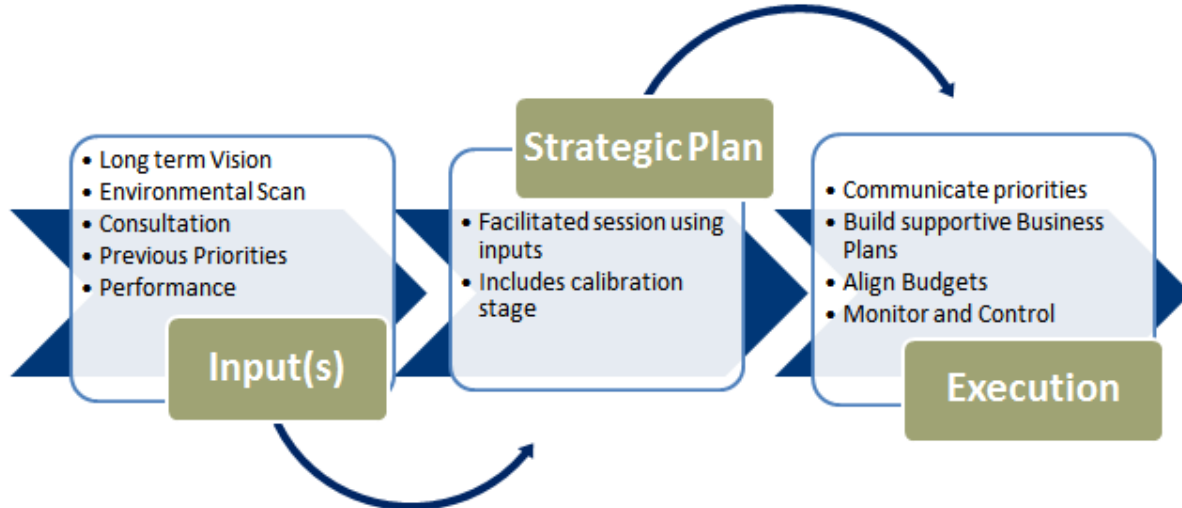 • Long term Vision
• Environmental Scan
• Consultation
• Previous Priorities
• Performance
Input(s)
Strategic Plan
• Facilitated session using
inputs
• Includes calibration
stage
• Communicate priorities
• Build supportive Business
Plans
• Align Budgets
• Monitor and Control
Execution